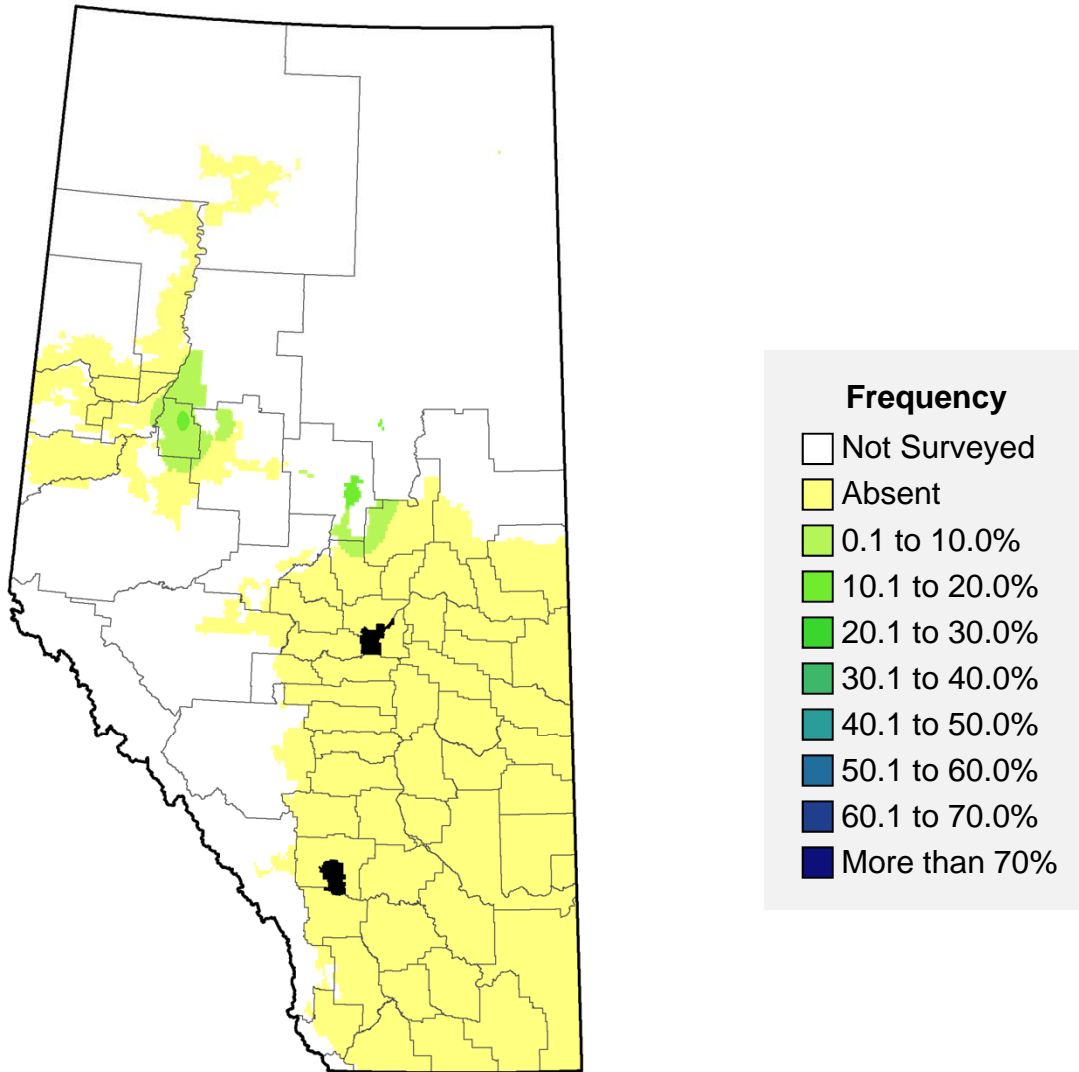 Frequency
Not Surveyed
Absent
0.1 to 10.0%
10.1 to 20.0%
20.1 to 30.0%
30.1 to 40.0%
40.1 to 50.0%
50.1 to 60.0%
60.1 to 70.0%
More than 70%